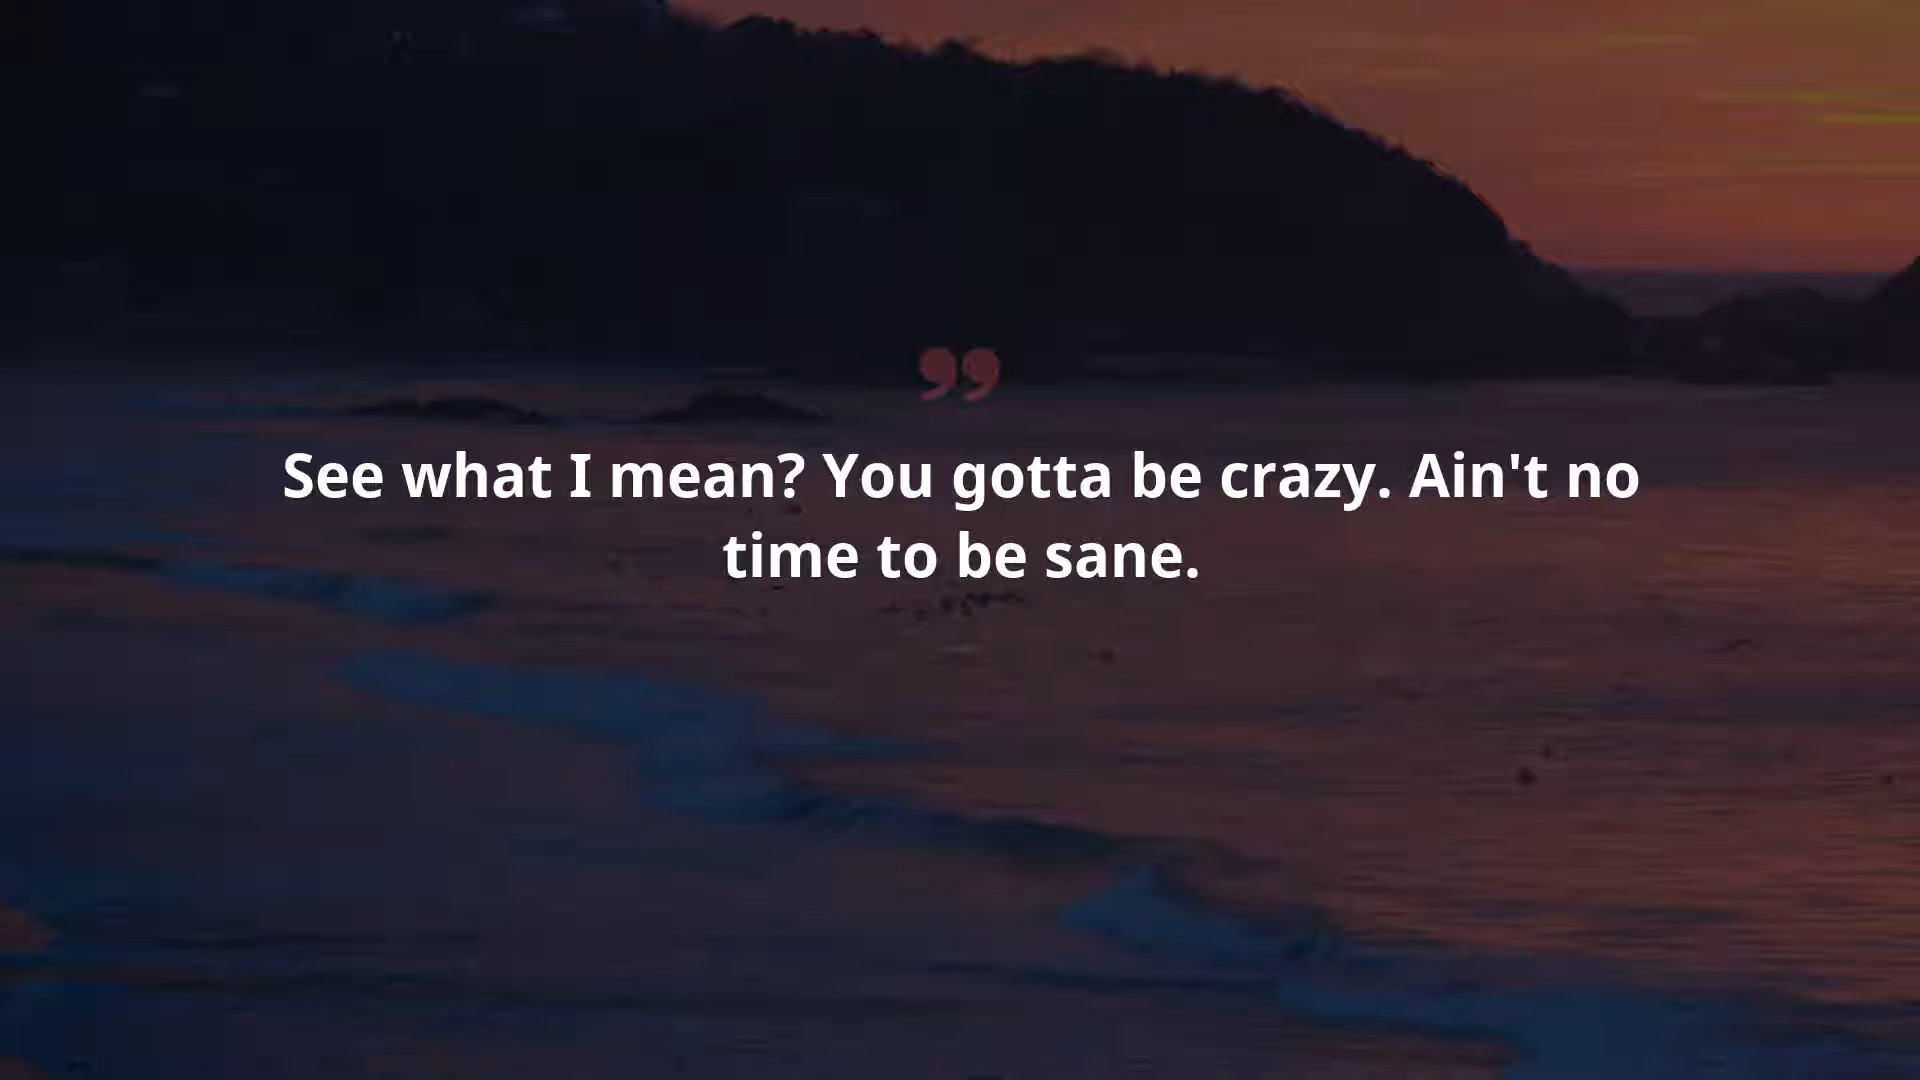 ”
See what I mean? You gotta be crazy. Ain't no
time to be sane.